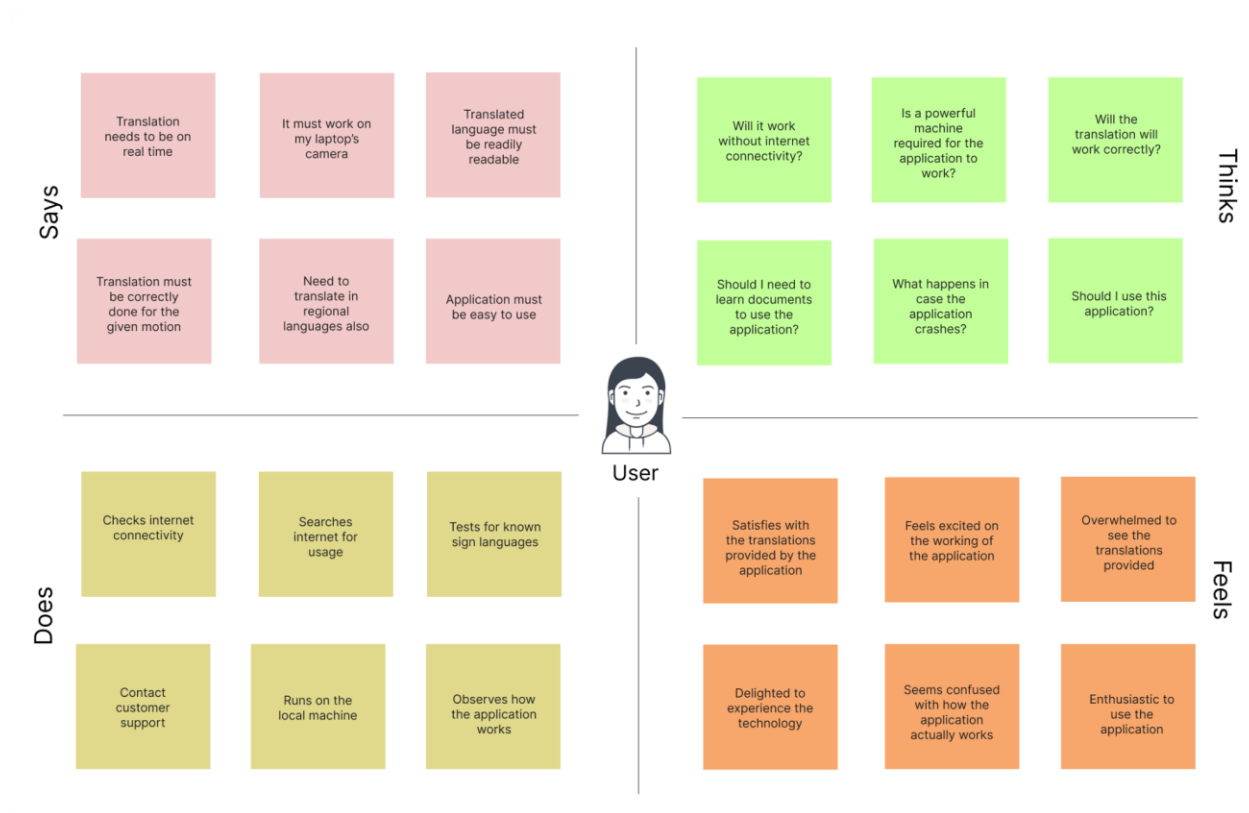 Says
Translation
needs to be on
real time
It must work on
my laptop's
camera
Translated
language must
be readily
readable
Translation must
be correctly
done for the
given motion
Need to
translate in
regional
languages also
Application must
be easy to use
Thinks
Will it work
without internet
connectivity?
Is a powerful
machine
required for the
application to
work?
Will the
translation will
work correctly?
Should I need to
learn documents
to use the
application?
What happens in
case the
application
crashes?
Should I use this
application?
User
Does
Checks internet
connectivity
Searches
internet for
usage
Tests for known
sign languages
Contact
customer
support
Runs on the
local machine
Observes how
the application
works
Feels
Satisfies with
the translations
provided by the
application
Feels excited on
the working of
the application
Overwhelmed to
see the
translations
provided
Delighted to
experience the
technology
Seems confused
with how the
application
actually works
Enthusiastic to
use the
application